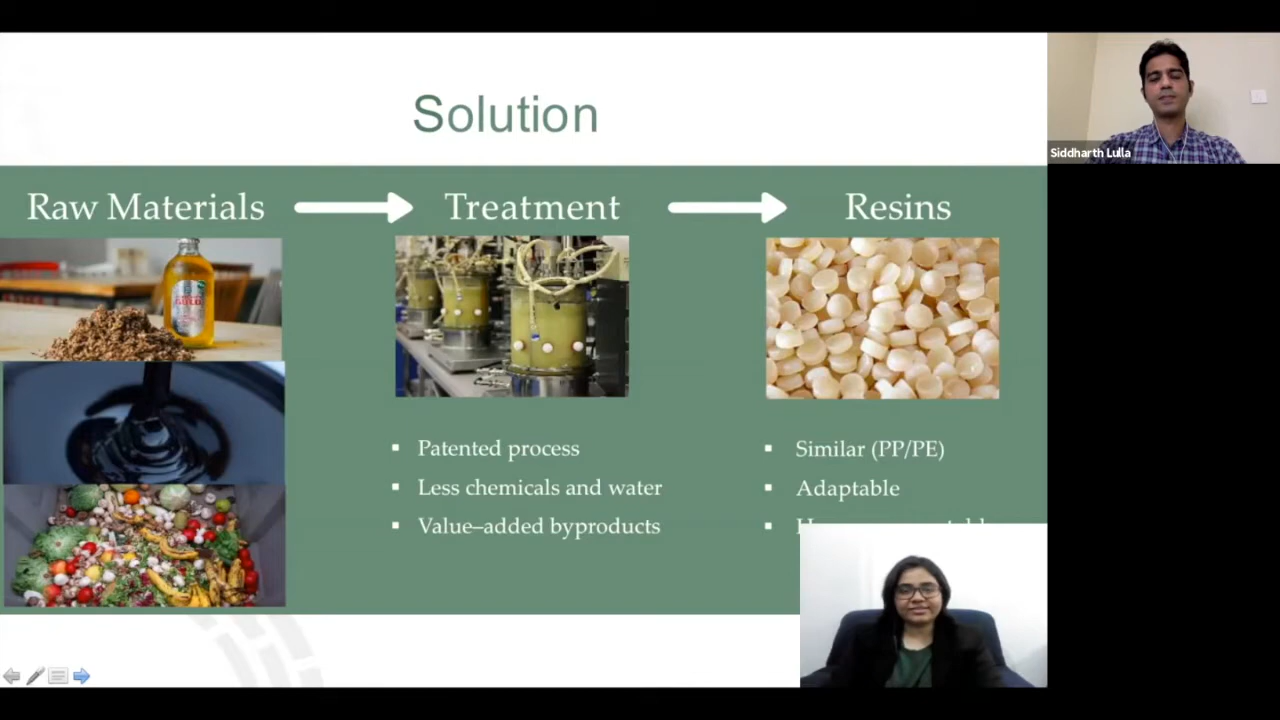 Solution
Raw Materials
Treatment
Resins
GOLD
Patented process
Less chemicals and water
Value–added byproducts
Similar (PP/PE)
Adaptable
Siddharth Lulla